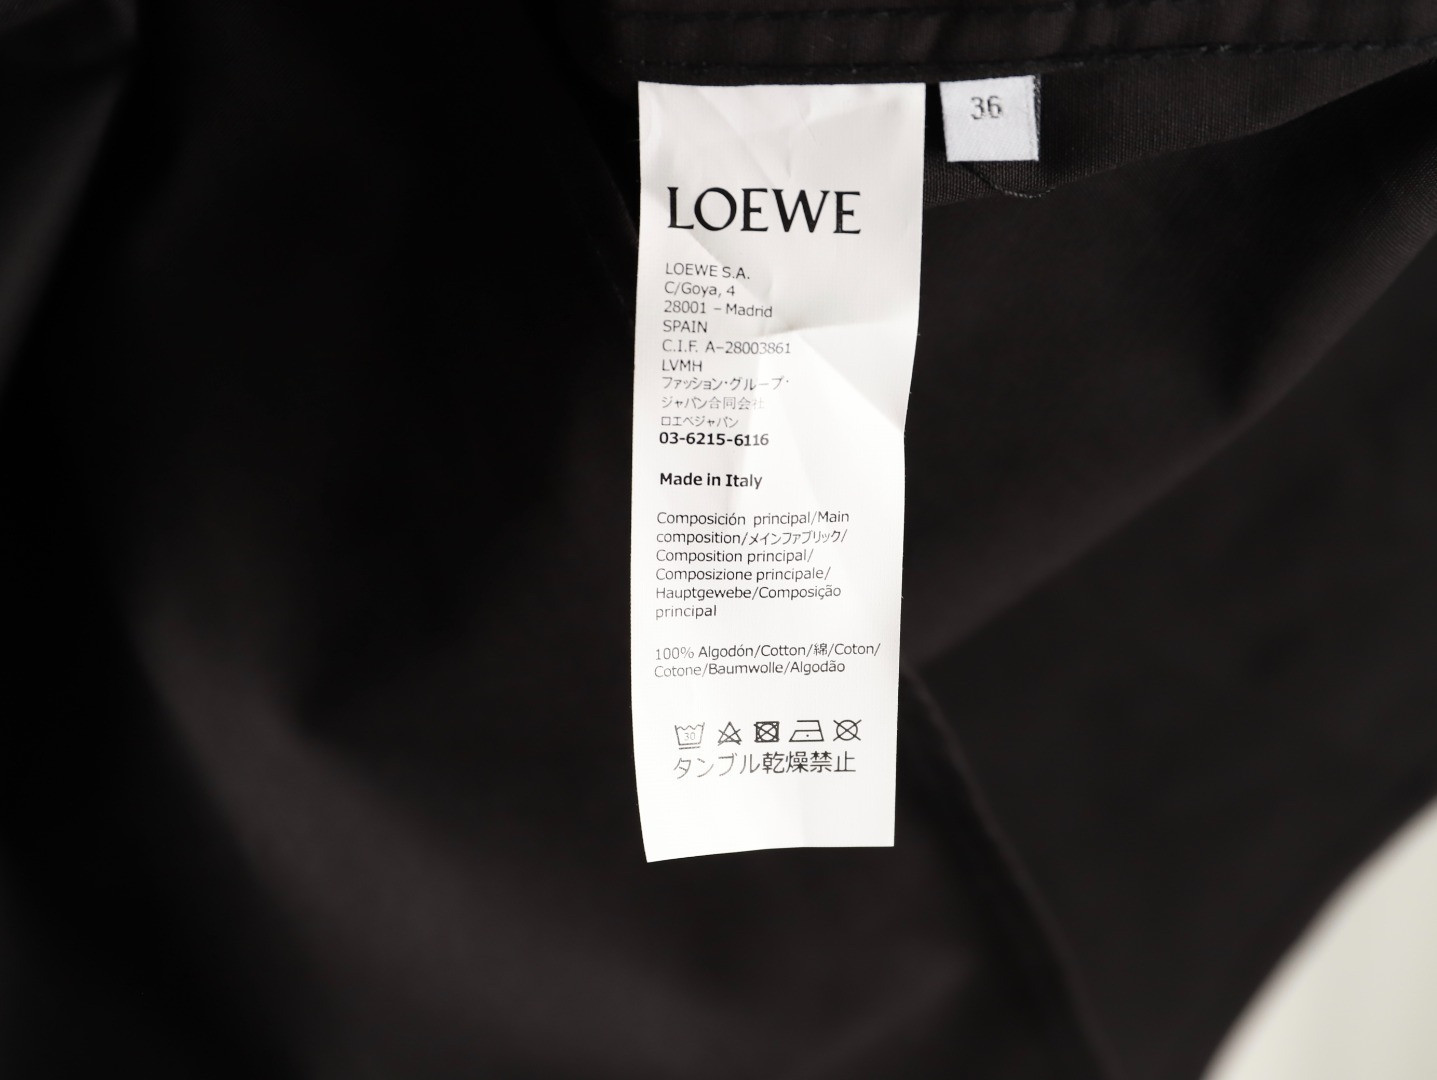 36
LOEWE
LOEWE S.A.
C/Goya, 4
28001 – Madrid
SPAIN
C.I.F. A–28003861
LVMH
ファッション・グループ・
ジャパン合同会社
ロエベジャパン
03-6215-6116
Made in Italy
Composición principal/Main
composition/メインファブリック/
Composition principal/
Composizione principale/
Hauptgewebe/Composição
principal
100% Algodón/Cotton/綿/Coton/
Cotone/Baumwolle/Algodão
30
タンブル乾燥禁止